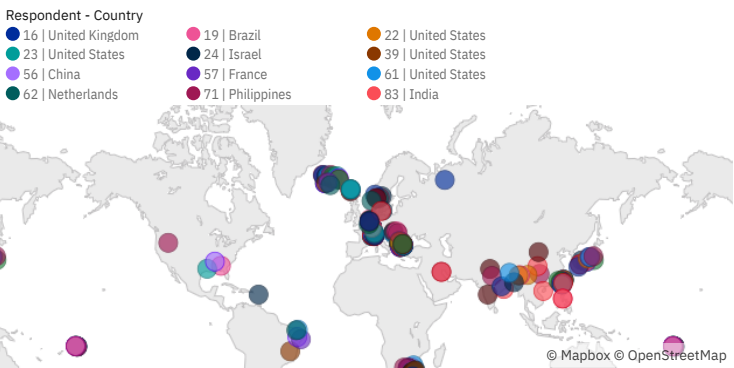 Respondent - Country
16 | United Kingdom
19 | Brazil
22 | United States
23 | United States
24 | Israel
39 | United States
56 | China
57 | France
61 | United States
62 | Netherlands
71 | Philippines
83 | India
© Mapbox © OpenStreetMap